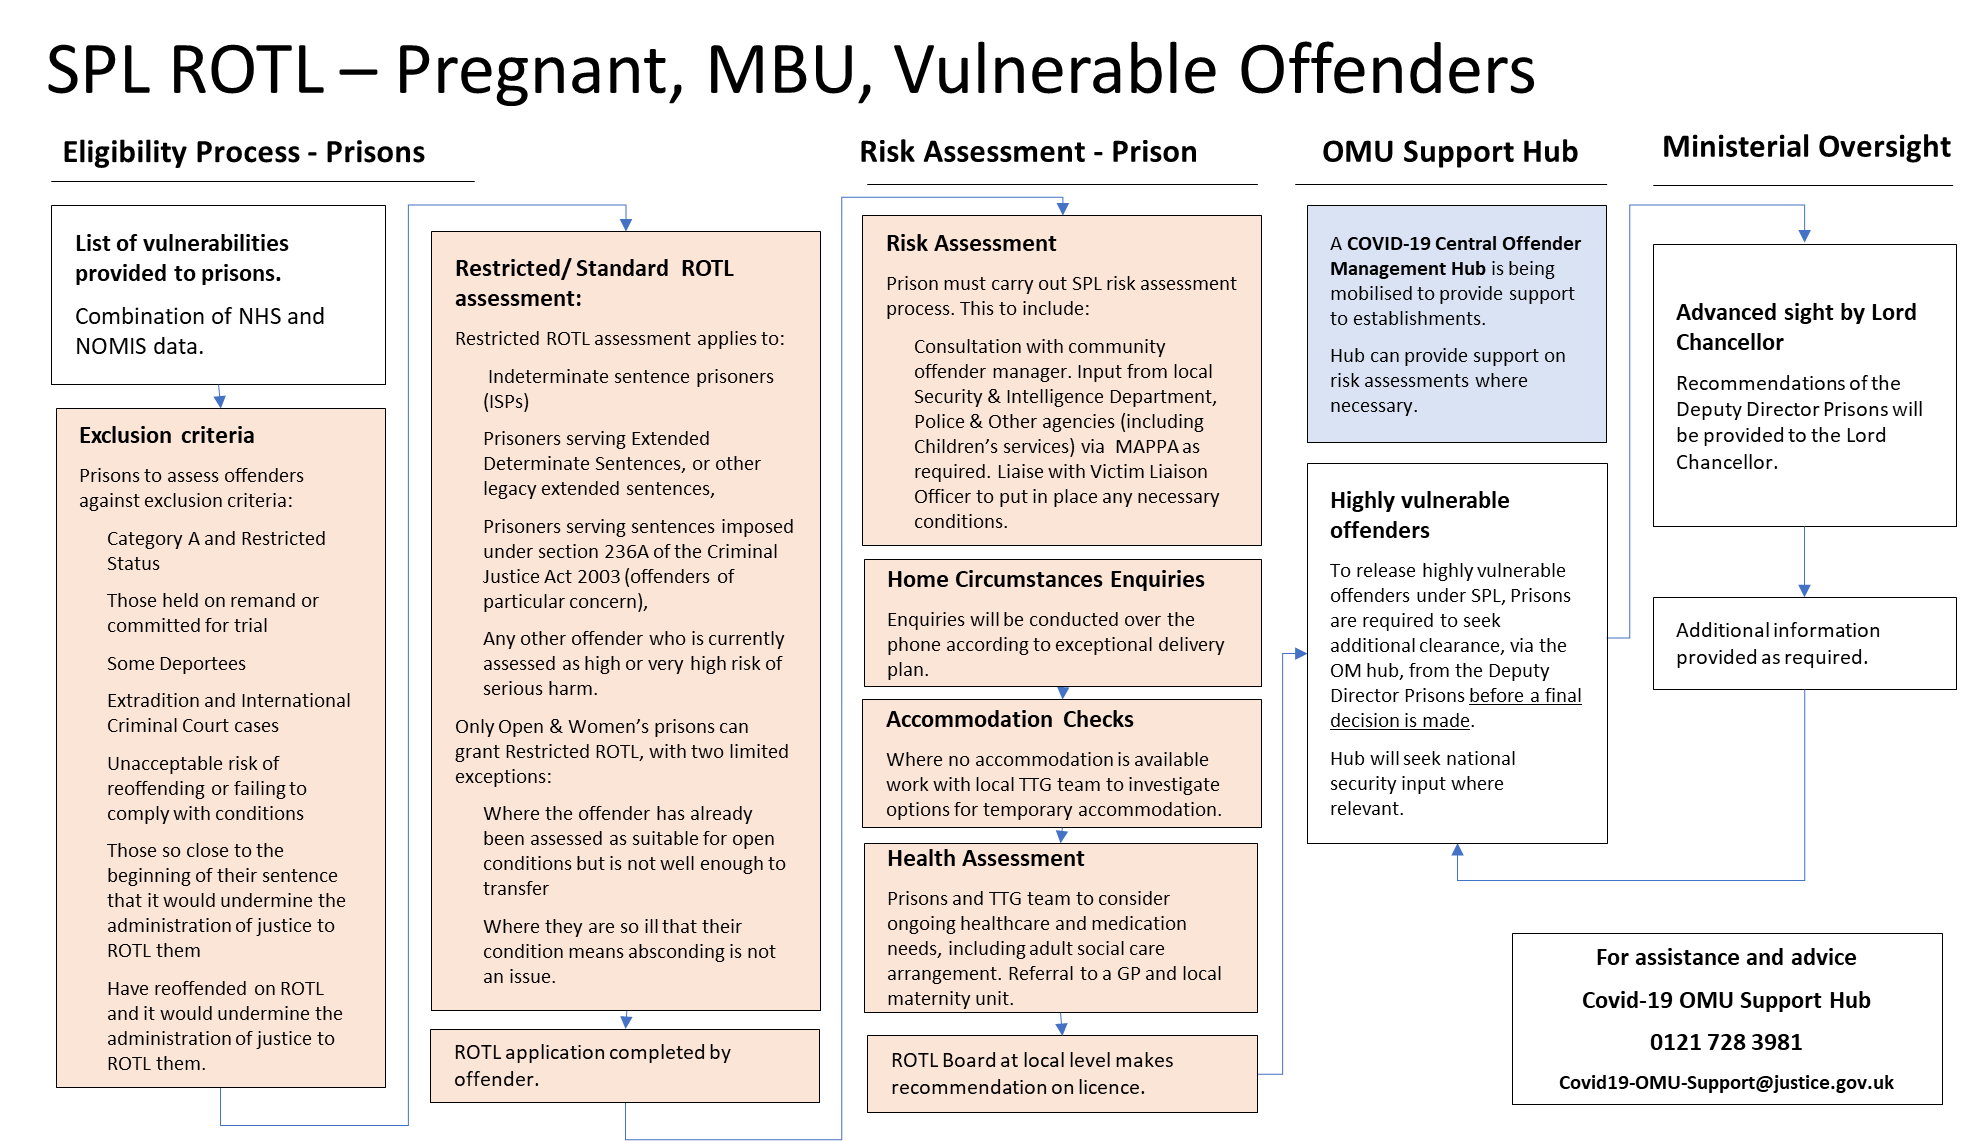 SPL ROTL – Pregnant, MBU, Vulnerable Offenders
Eligibility Process - Prisons
List of vulnerabilities
provided to prisons.
Combination of NHS and
NOMIS data.
Exclusion criteria
Prisons to assess offenders
against exclusion criteria:
Category A and Restricted
Status
Those held on remand or
committed for trial
Some Deportees
Extradition and International
Criminal Court cases
Unacceptable risk of
reoffending or failing to
comply with conditions
Those so close to the
beginning of their sentence
that it would undermine the
administration of justice to
ROTL them
Have reoffended on ROTL
and it would undermine the
administration of justice to
ROTL them.
Restricted/ Standard ROTL
assessment:
Restricted ROTL assessment applies to:
Indeterminate sentence prisoners
(ISPs)
Prisoners serving Extended
Determinate Sentences, or other
legacy extended sentences,
Prisoners serving sentences imposed
under section 236A of the Criminal
Justice Act 2003 (offenders of
particular concern),
Any other offender who is currently
assessed as high or very high risk of
serious harm.
Only Open & Women’s prisons can
grant Restricted ROTL, with two limited
exceptions:
Where the offender has already
been assessed as suitable for open
conditions but is not well enough to
transfer
Where they are so ill that their
condition means absconding is not
an issue.
ROTL application completed by
offender.
Risk Assessment - Prison
Risk Assessment
Prison must carry out SPL risk assessment
process. This to include:
Consultation with community
offender manager. Input from local
Security & Intelligence Department,
Police & Other agencies (including
Children’s services) via MAPPA as
required. Liaise with Victim Liaison
Officer to put in place any necessary
conditions.
Home Circumstances Enquiries
Enquiries will be conducted over the
phone according to exceptional delivery
plan.
Accommodation Checks
Where no accommodation is available
work with local TTG team to investigate
options for temporary accommodation.
Health Assessment
Prisons and TTG team to consider
ongoing healthcare and medication
needs, including adult social care
arrangement. Referral to a GP and local
maternity unit.
ROTL Board at local level makes
recommendation on licence.
OMU Support Hub
A COVID-19 Central Offender
Management Hub is being
mobilised to provide support
to establishments.
Hub can provide support on
risk assessments where
necessary.
Highly vulnerable
offenders
To release highly vulnerable
offenders under SPL, Prisons
are required to seek
additional clearance, via the
OM hub, from the Deputy
Director Prisons before a final
decision is made.
Hub will seek national
security input where
relevant.
Ministerial Oversight
Advanced sight by Lord
Chancellor
Recommendations of the
Deputy Director Prisons will
be provided to the Lord
Chancellor.
Additional information
provided as required.
For assistance and advice
Covid-19 OMU Support Hub
0121 728 3981
Covid19-OMU-Support@justice.gov.uk